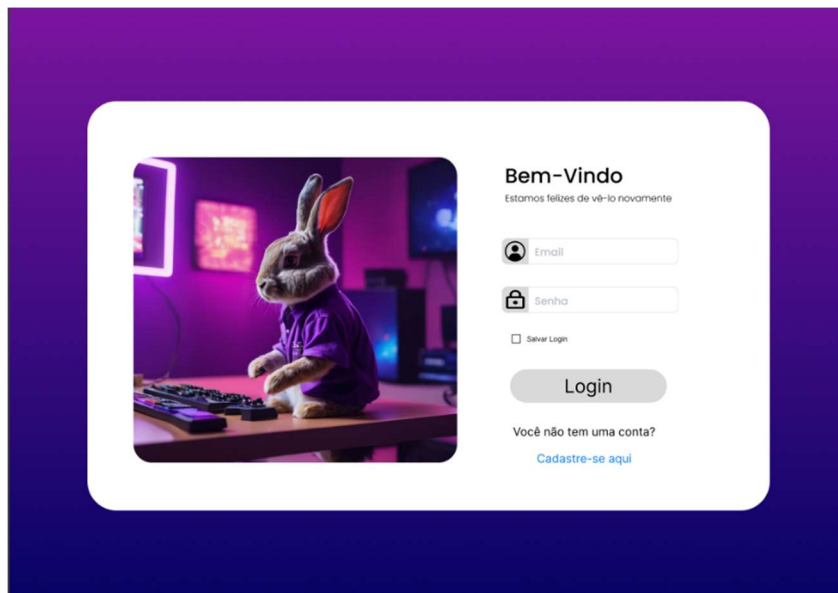 Bem-Vindo
Estamos felizes de vê-lo novamente
Email
Senha
Salvar Login
Login
Você não tem uma conta?
Cadastre-se aqui